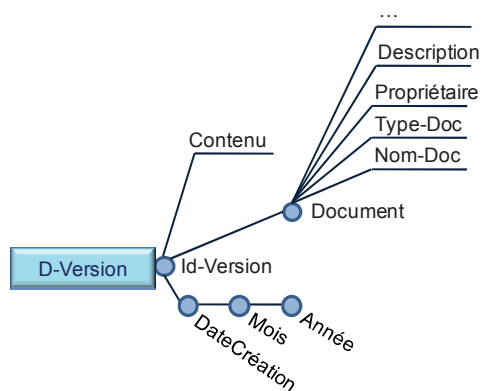 ...
Description
Propriétaire
Type-Doc
Nom-Doc
Contenu
Document
D-Version
Id-Version
DateCréation
Mois
Année